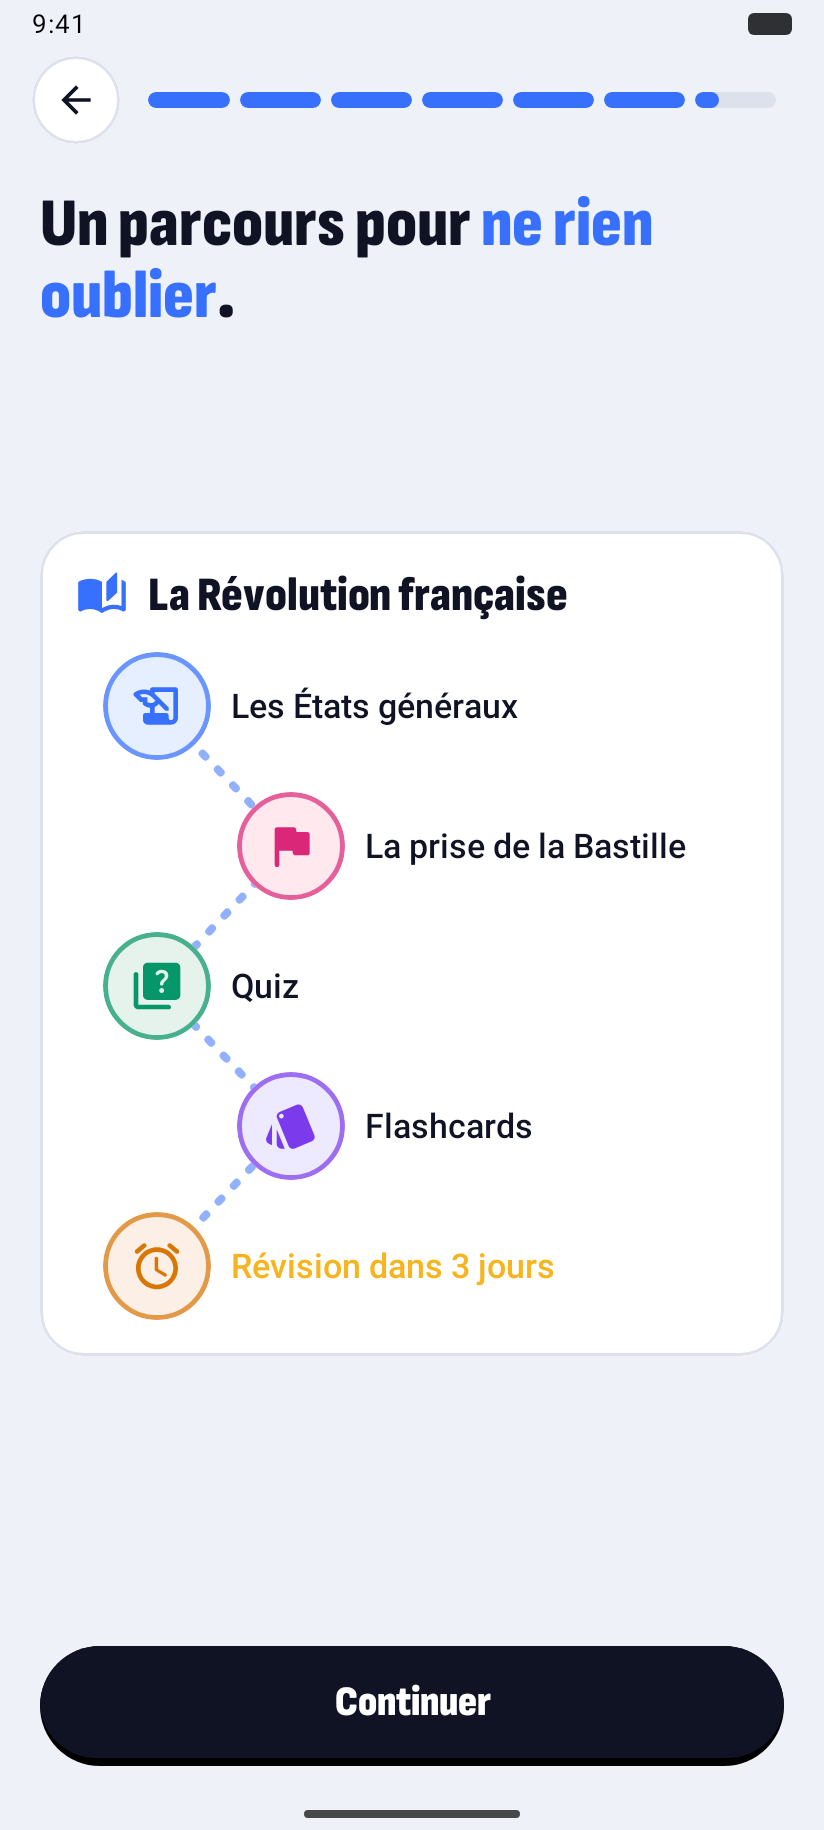 9:41
Un parcours pour ne rien
oublier.
La Révolution française
Les États généraux
La prise de la Bastille
?
Quiz
Flashcards
Révision dans 3 jours
Continuer